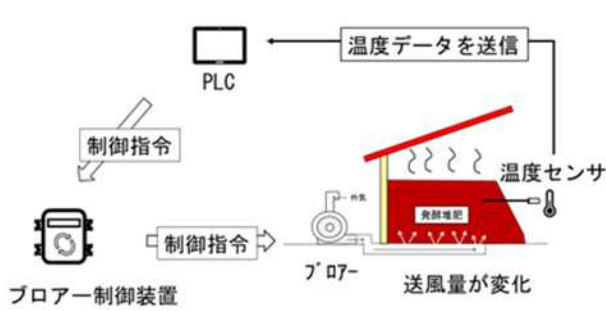 温度データを送信
PLC
制御指令
温度センサ
外気
発酵堆肥
制御指令
ブロアー
送風量が変化
ブロアー制御装置